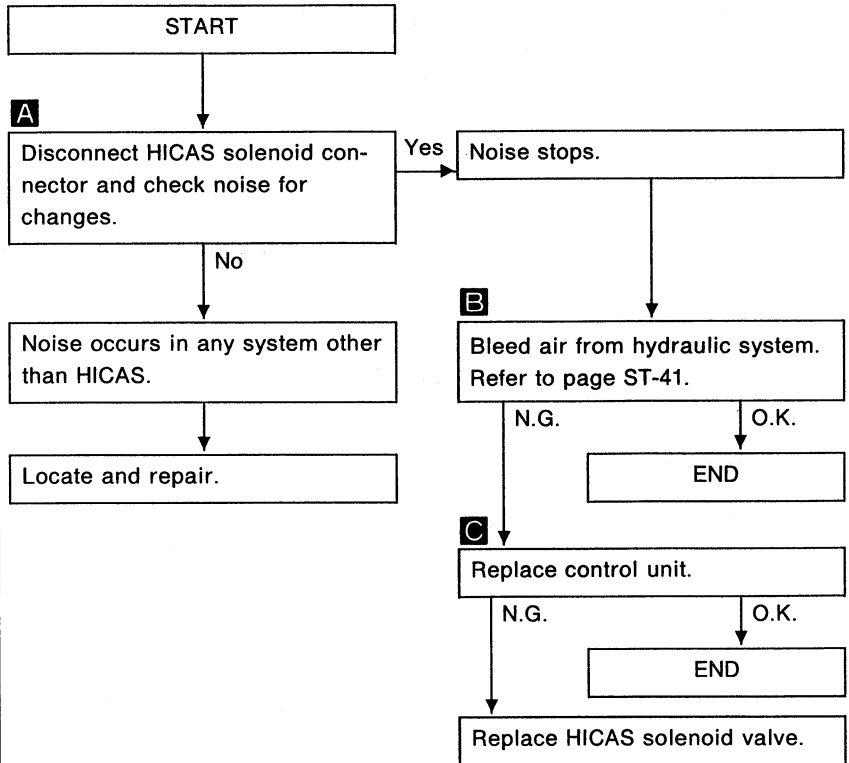 START
A
Disconnect HICAS solenoid con-
nector and check noise for
changes.
Yes
Noise stops.
No
Noise occurs in any system other
than HICAS.
Locate and repair.
B
Bleed air from hydraulic system.
Refer to page ST-41.
N.G.
O.K.
END
C
Replace control unit.
N.G.
O.K.
END
Replace HICAS solenoid valve.